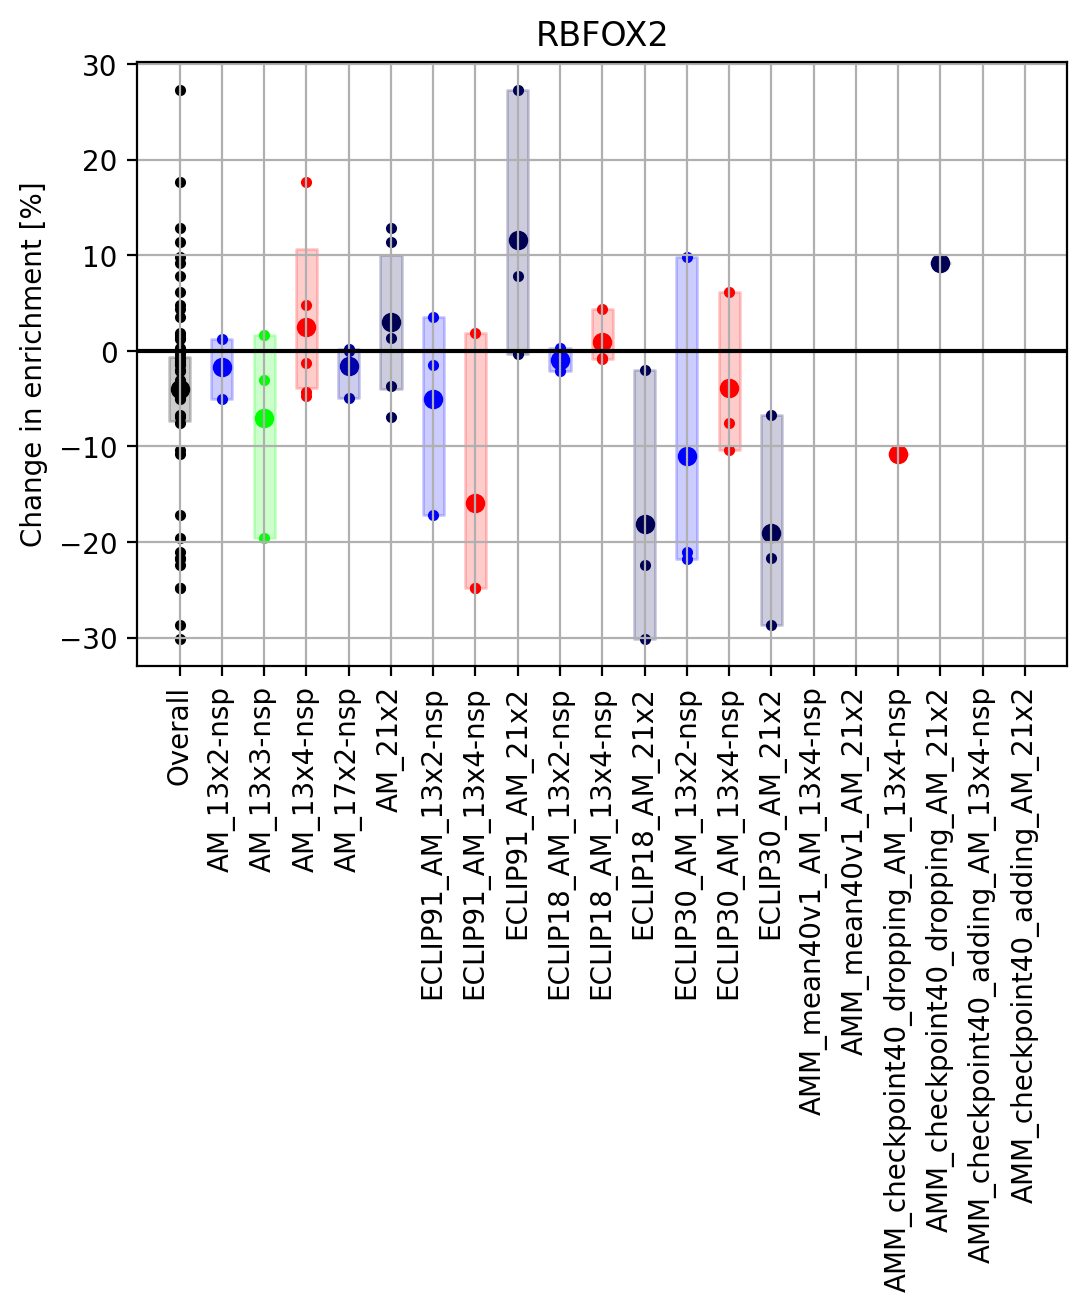 RBFOX2
Change in enrichment [%]
30
20
10
0
−10
−20
−30
Overall
AM_13x2-nsp
AM_13x3-nsp
AM_13x4-nsp
AM_17x2-nsp
AM_21x2
ECLIP91_AM_13x2-nsp
ECLIP91_AM_13x4-nsp
ECLIP91_AM_21x2
ECLIP18_AM_13x2-nsp
ECLIP18_AM_13x4-nsp
ECLIP18_AM_21x2
ECLIP30_AM_13x2-nsp
ECLIP30_AM_13x4-nsp
ECLIP30_AM_21x2
AMM_mean40v1_AM_13x4-nsp
AMM_mean40v1_AM_21x2
AMM_checkpoint40_dropping_AM_13x4-nsp
AMM_checkpoint40_dropping_AM_21x2
AMM_checkpoint40_adding_AM_13x4-nsp
AMM_checkpoint40_adding_AM_21x2